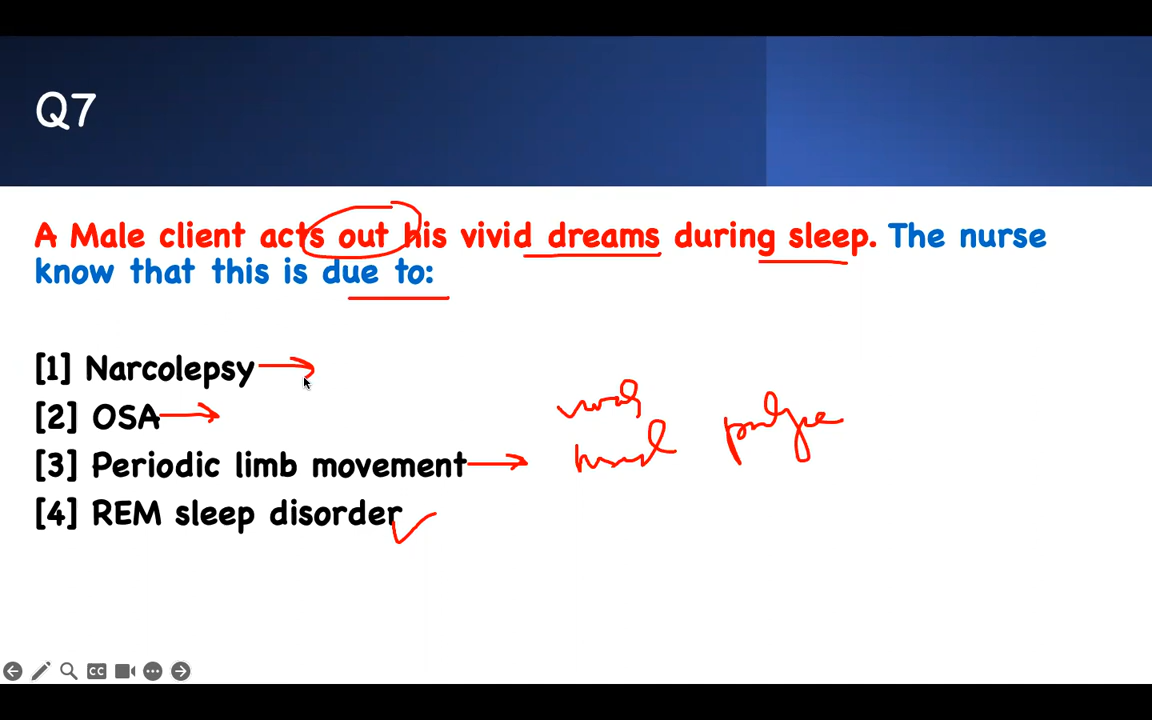 Q7
A Male client acts out his vivid dreams during sleep. The nurse
know that this is due to:
[1] Narcolepsy
[2] OSA
[3] Periodic limb movement
[4] REM sleep disorder
CC